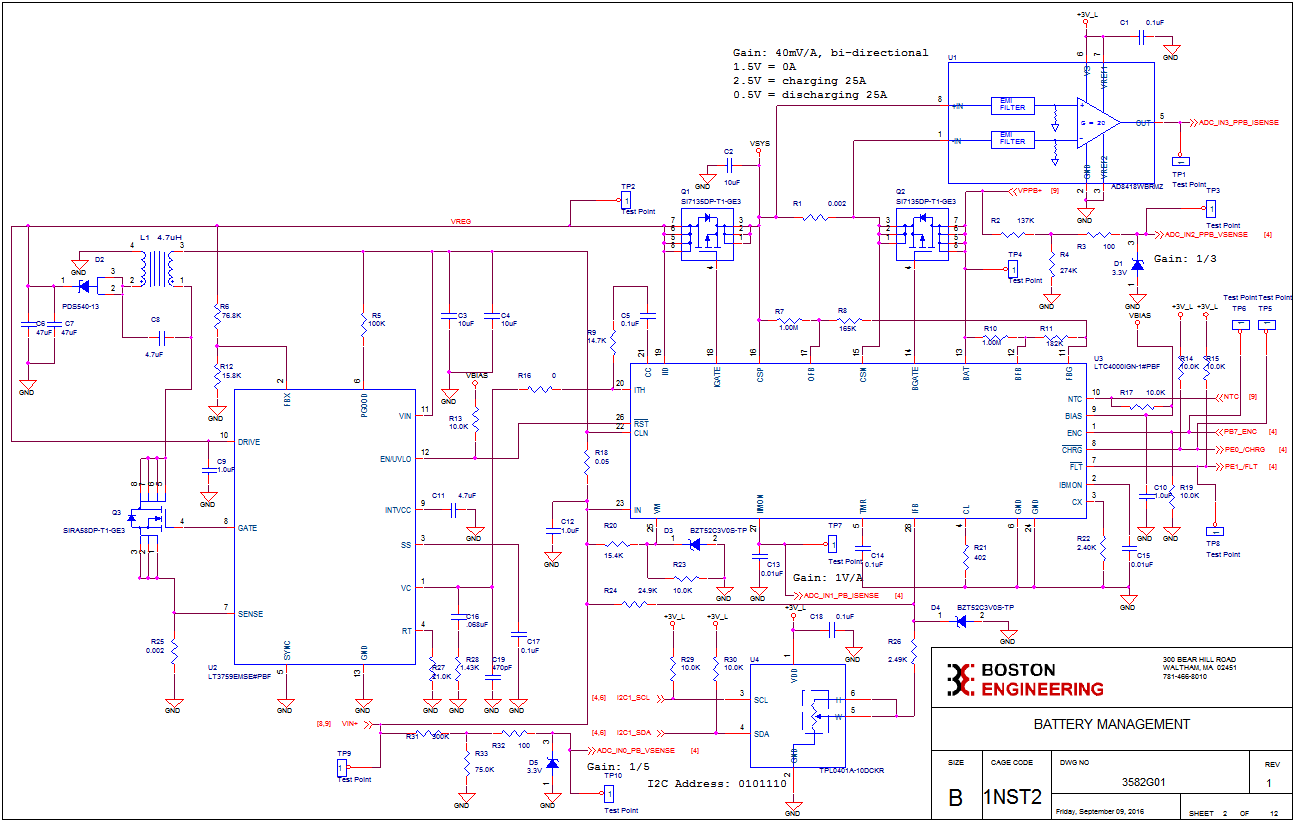 Gain: 40mV/A, bi-directional
1.5V = 0A
2.5V = charging 25A
0.5V = discharging 25A
+3V_L
C1 0.1uF
GND
U1
VS
VREF1
6 7
8 +IN
EMI
FILTER
1 -IN
EMI
FILTER
G = 20
OUT 5
ADC_IN3_PPB_ISENSE
TP1
Test Point
GND
VREF2
2 3
AD8418WBRMZ
GND
VSYS
C2
10uF
GND
TP2
Test Point
VREG
Q1
SI7135DP-T1-GE3
R1 0.002
Q2
SI7135DP-T1-GE3
VPPB+ [9]
TP3
Test Point
R2 137K
R3 100
ADC_IN2_PPB_VSENSE [4]
Gain: 1/3
R4
274K
GND
D1
3.3V
GND
TP4
Test Point
L1 4.7uH
4 3
2 1
GND
D2
PDS540-13
C6
47uF
C7
47uF
GND
C8
4.7uF
R6
76.8K
R12
15.8K
GND
R5
100K
C3
10uF
C4
10uF
GND
R9
14.7K
C5
0.1uF
R7
1.00M
R8
165K
R10
1.00M
R11
182K
VBIAS
+3V_L +3V_L
Test Point Test Point
TP6 TP5
R14
10.0K
R15
10.0K
R16 0
VBIAS
R13
10.0K
R18
0.05
U3
LTC4000IGN-1#PBF
21 CC
19 IID
18 IGATE
16 CSP
17 OFB
15 CSN
14 BGATE
13 BAT
12 BFB
11 FBG
20 ITH
26 RST
22 CLN
23 IN
NTC 10
BIAS 9
ENC 1
CHRG 8
FLT 7
IBMON 2
CX 3
25 VM
27 IIMON
5 TMR
28 IFB
4 CL
6 GND
24 GND
R17 10.0K
NTC [9]
PB7_ENC [4]
PE0_/CHRG [4]
PE1_/FLT [4]
C10
1.0uF
R19
10.0K
GND GND
TP8
Test Point
2 FBX
6 PGOOD
10 DRIVE
8 GATE
7 SENSE
VIN 11
EN/UVLO 12
INTVCC 9
SS 3
VC 1
RT 4
5 SYNC
13 GND
U2
LT3759EMSE#PBF
C9
1.0uF
GND
Q3
SIRA58DP-T1-GE3
R25
0.002
GND
GND
GND
C11 4.7uF
GND
C12
1.0uF
GND
C16
.068uF
C17
0.1uF
R27
21.0K
R28
1.43K
C19
470pF
GND GND GND GND
R20
15.4K
D3 BZT52C3V0S-TP
R23
10.0K
GND
R24 24.9K
C13
0.01uF
GND
TP7
Test Point
C14
0.1uF
Gain: 1V/A
ADC_IN1_PB_ISENSE [4]
R21
402
R22
2.40K
C15
0.01uF
GND
D4 BZT52C3V0S-TP
GND
R26
2.49K
+3V_L +3V_L
R29
10.0K
R30
10.0K
+3V_L
C18 0.1uF
GND
U4
1 VDD
3 SCL
4 SDA
H 6
W 5
GND 2
TPL0401A-10DCKR
GND
[4,6] I2C1_SCL
[4,6] I2C1_SDA
I2C Address: 0101110
[8,9] VIN+
R31 300K
R32 100
R33
75.0K
GND
D5
3.3V
GND
ADC_IN0_PB_VSENSE [4]
Gain: 1/5
TP9
Test Point
TP10
Test Point
BOSTON
ENGINEERING
300 BEAR HILL ROAD
WALTHAM, MA 02451
781-466-8010
BATTERY MANAGEMENT
SIZE
B
CAGE CODE
1NST2
DWG NO
3582G01
REV
1
Friday, September 09, 2016
SHEET 2 OF 12